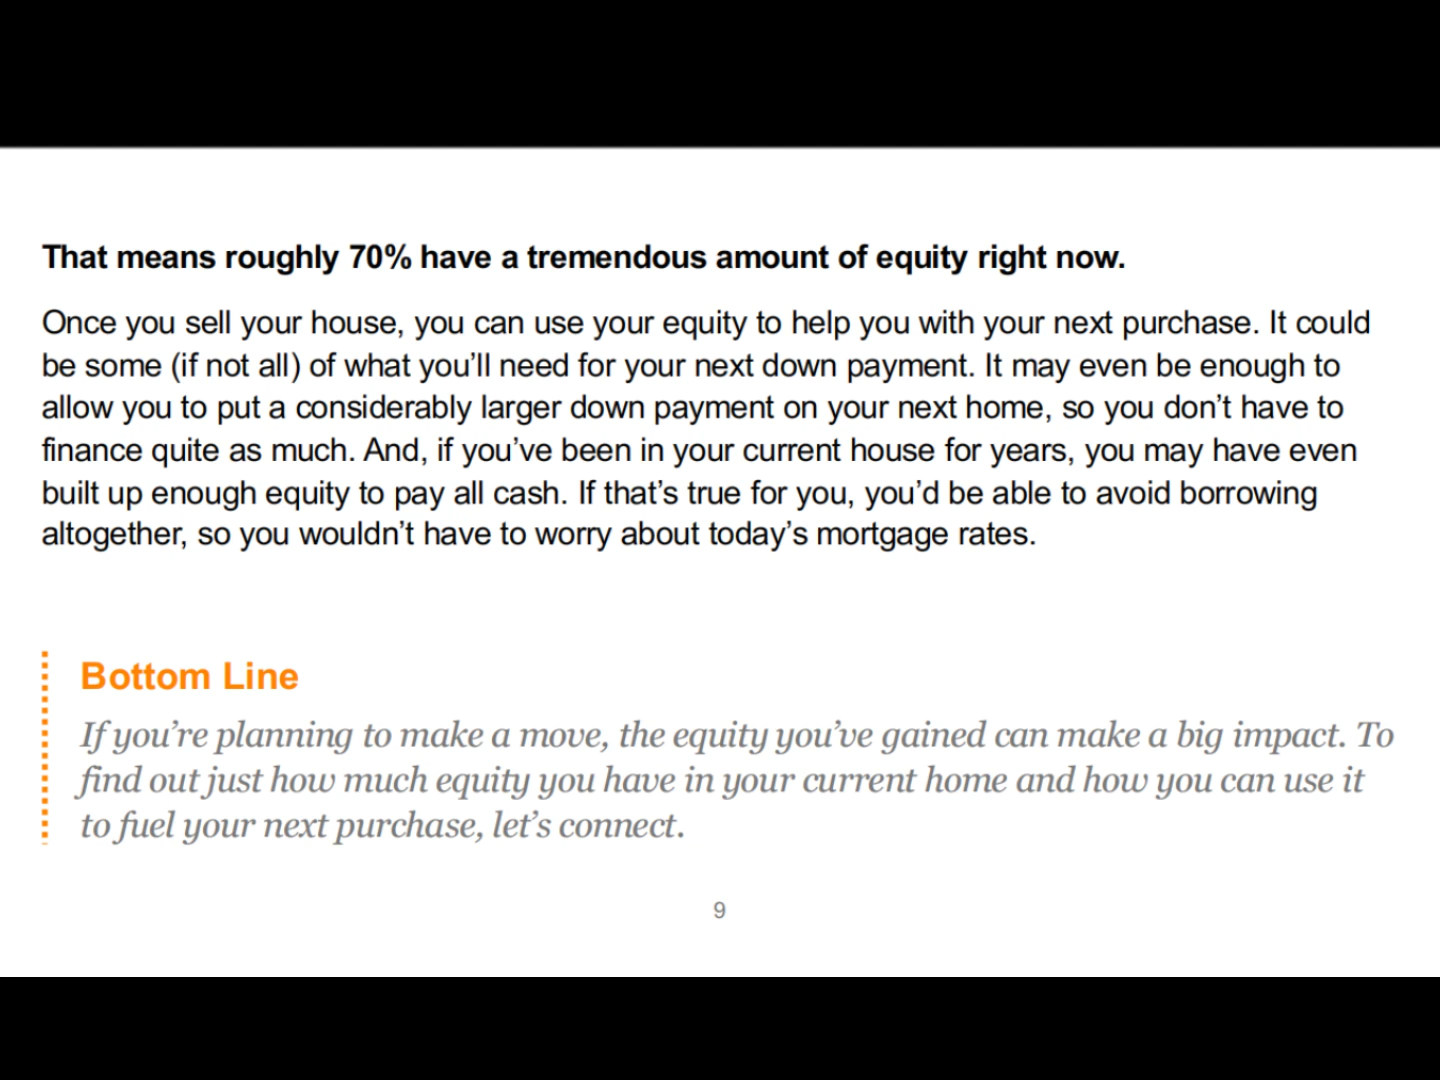 That means roughly 70% have a tremendous amount of equity right now.
Once you sell your house, you can use your equity to help you with your next purchase. It could
be some (if not all) of what you’ll need for your next down payment. It may even be enough to
allow you to put a considerably larger down payment on your next home, so you don’t have to
finance quite as much. And, if you’ve been in your current house for years, you may have even
built up enough equity to pay all cash. If that’s true for you, you’d be able to avoid borrowing
altogether, so you wouldn’t have to worry about today’s mortgage rates.
Bottom Line
If you’re planning to make a move, the equity you’ve gained can make a big impact. To
find out just how much equity you have in your current home and how you can use it
to fuel your next purchase, let’s connect.
9